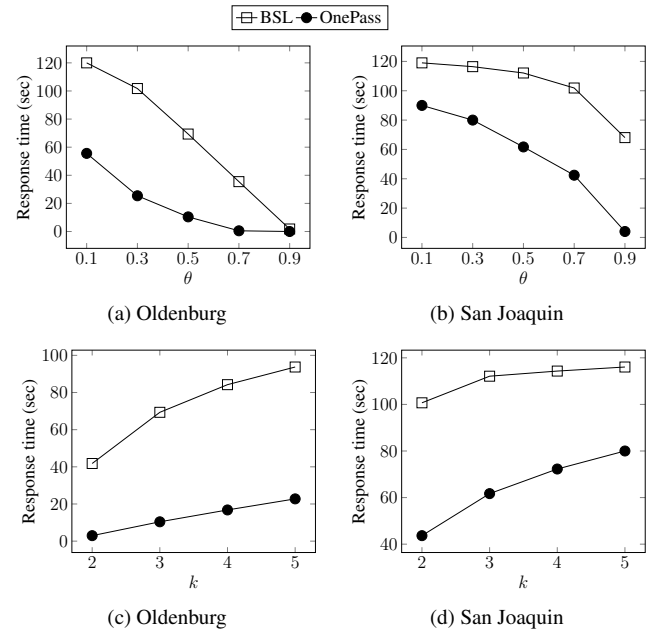 BSL OnePass
Response time (sec)
120
100
80
60
40
20
0
0.1 0.3 0.5 0.7 0.9
θ
(a) Oldenburg
Response time (sec)
120
100
80
60
40
20
0
0.1 0.3 0.5 0.7 0.9
θ
(b) San Joaquin
Response time (sec)
100
80
60
40
20
0
2 3 4 5
k
(c) Oldenburg
Response time (sec)
120
100
80
60
40
2 3 4 5
k
(d) San Joaquin